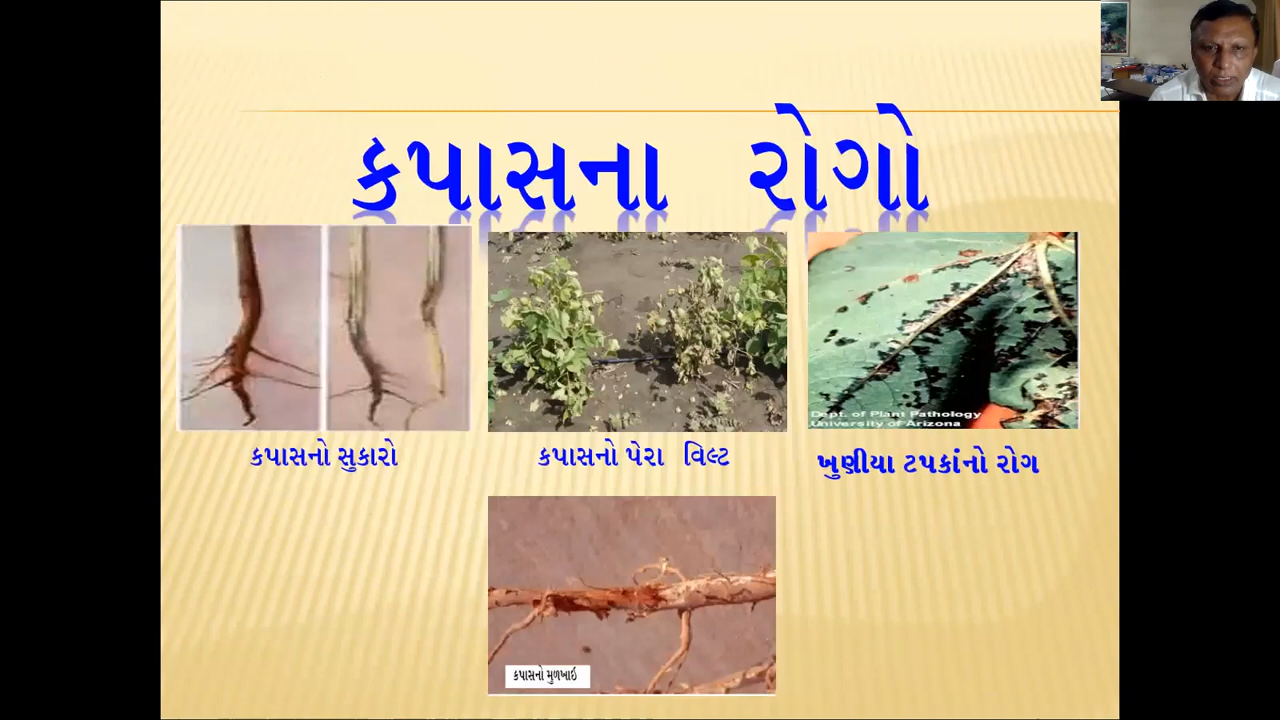 કપાસના રોગો
Dept. of Plant Pathology
University of Arizona
કપાસનો સુકારો
કપાસનો પેરા વિલ્ટ
ખુણીયા ટપકાંનો રોગ
કપાસનો મુળખાઈ